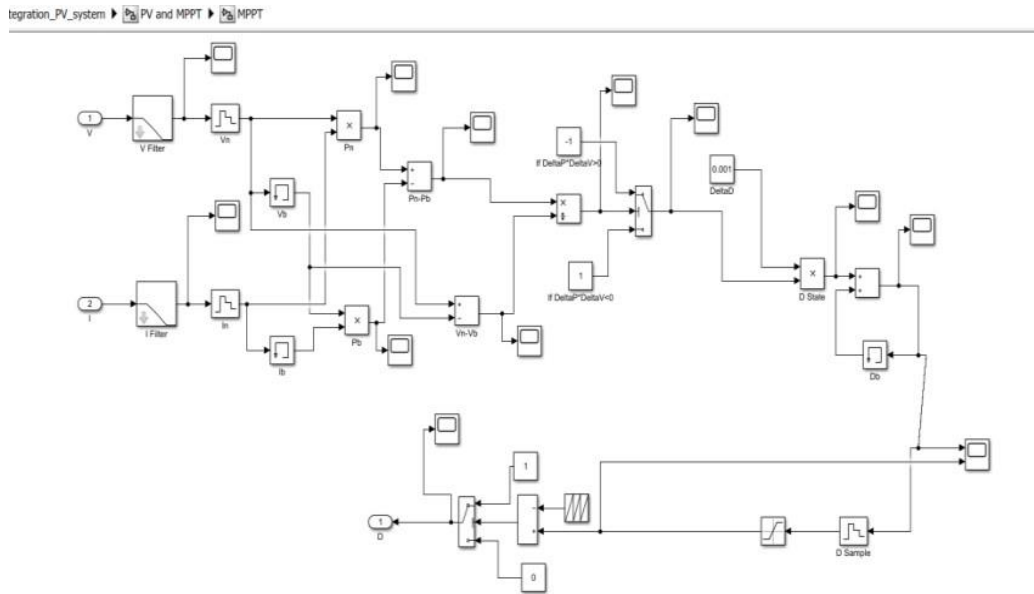 tegration_PV_system PV and MPPT MPPT
1
V
V Filter
Vn
×
Pn
+
−
Pn-Pb
-1
If DeltaP*DeltaV>0
0.001
DeltaD
Vb
×
1
If DeltaP*DeltaV<0
×
D State
+
+
2
I
I Filter
In
Ib
×
Pb
+
−
Vn-Vb
Db
1
1
D
−
+
0
D Sample